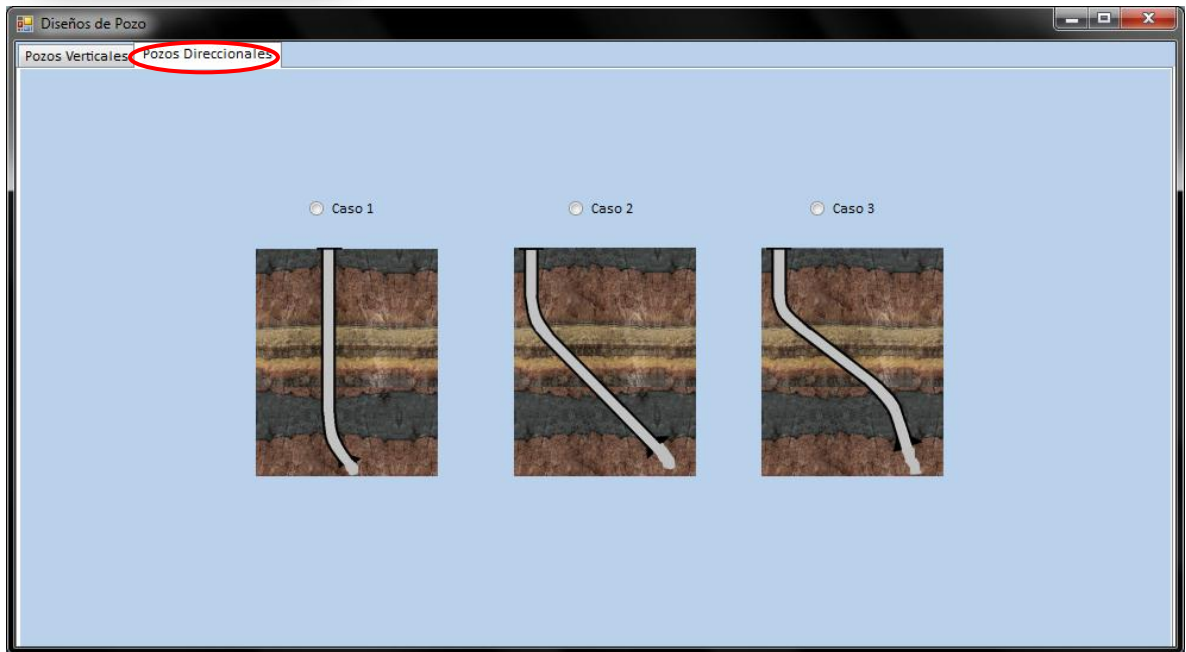 Diseños de Pozo
Pozos Verticales Pozos Direccionales
Caso 1 Caso 2 Caso 3